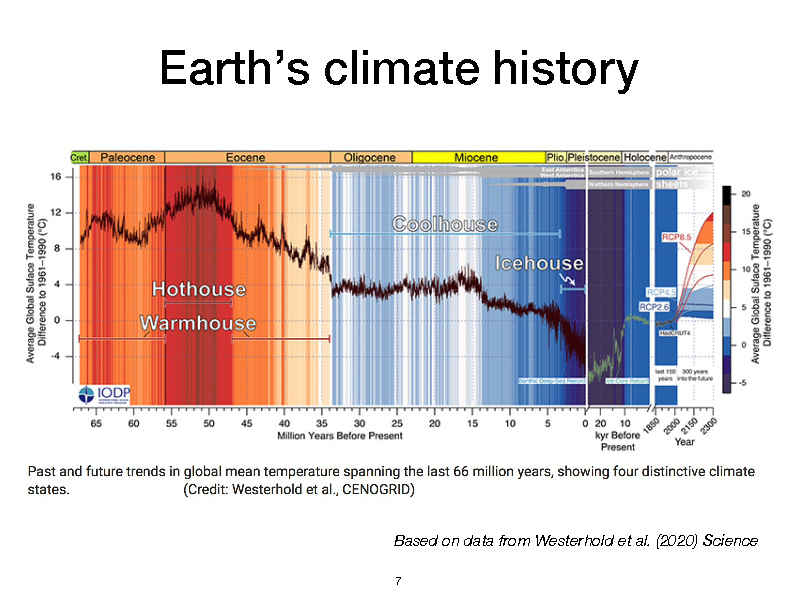 Earth's climate history
Cret. Paleocene Eocene Oligocene Miocene Plio. Pleistocene Holocene Anthropocene
East Antarctica
West Antarctica
Southern Hemisphere
Northern Hemisphere
polar ice
sheets
Average Global Suface Temperature
Difference to 1961–1990 (°C)
16
12
8
4
0
-4
Coolhouse
Icehouse
Hothouse
Warmhouse
RCP8.5
RCP4.5
RCP2.6
HadCRUT4
last 150 years
300 years into the future
Benthic Deep-Sea Record
Ice Core Record
IODP
20
15
10
5
0
-5
Average Global Suface Temperature
Difference to 1961–1990 (°C)
65 60 55 50 45 40 35 30 25 20 15 10 5 0 20 10 1850 2000 2150 2300
Million Years Before Present
kyr Before
Present
Year
Past and future trends in global mean temperature spanning the last 66 million years, showing four distinctive climate
states. (Credit: Westerhold et al., CENOGRID)
Based on data from Westerhold et al. (2020) Science
7